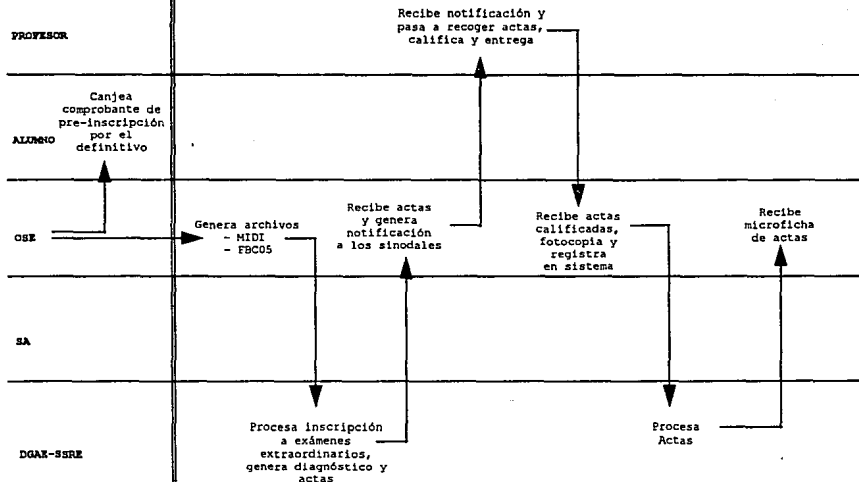 PROFESOR
Recibe notificación y
pasa a recoger actas,
califica y entrega
ALUMNO
Canjea
comprobante de
pre-inscripción
por el
definitivo
OSE
Genera archivos
- MIDI
- FBC05
Recibe actas
y genera
notificación
a los sinodales
Recibe actas
calificadas,
fotocopia y
registra
en sistema
Recibe
microficha
de actas
SA
DGAE-SSRE
Procesa inscripción
a exámenes
extraordinarios,
genera diagnóstico y
actas
Procesa
Actas